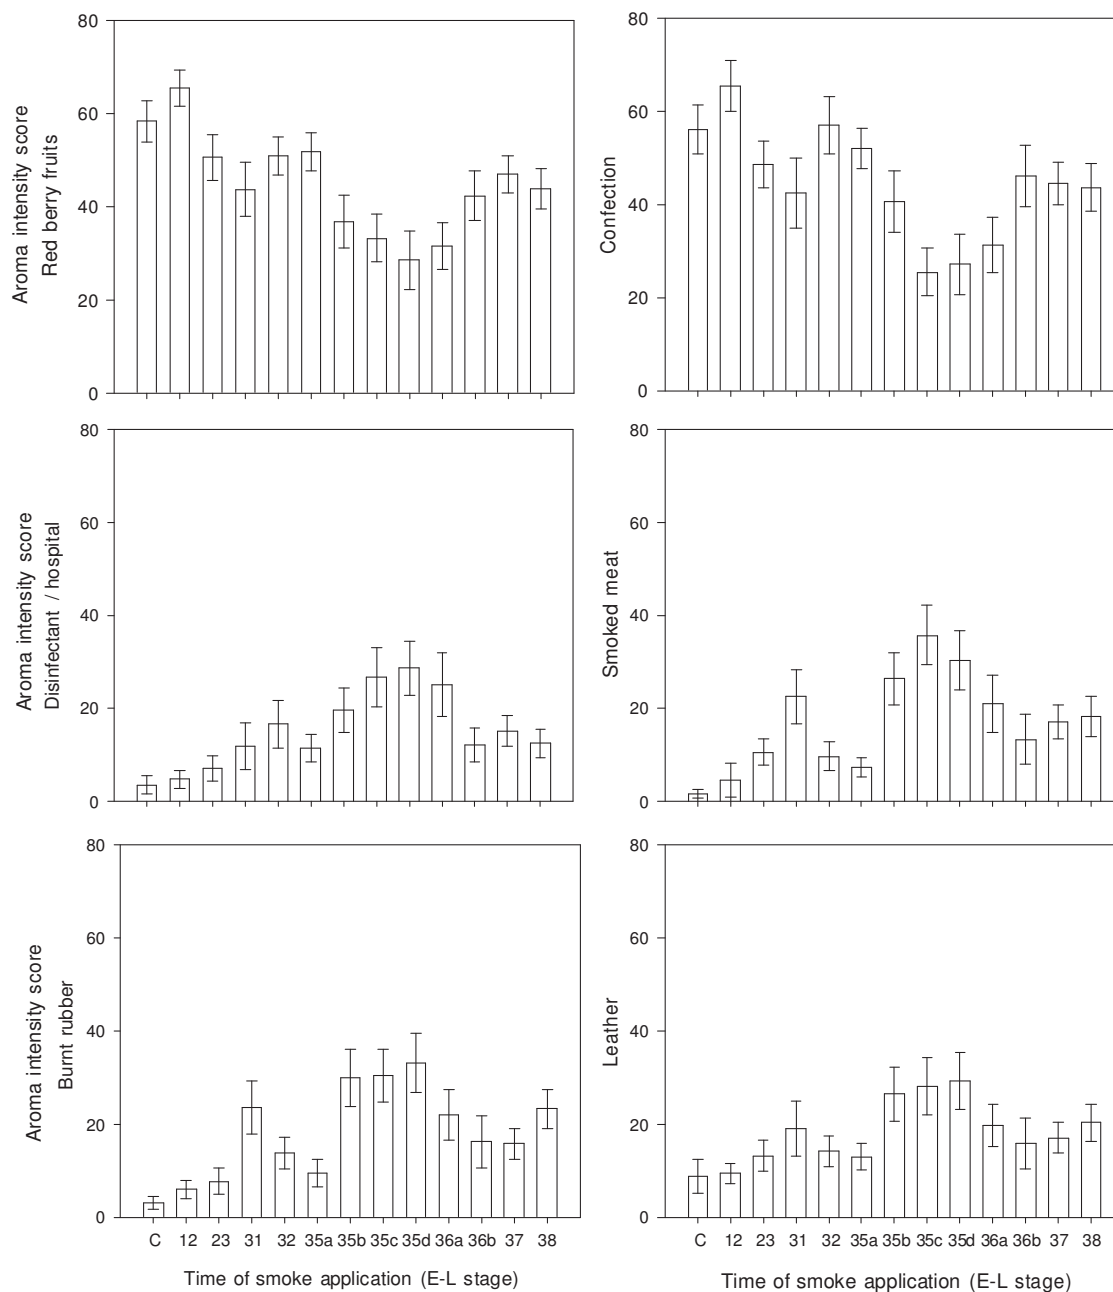 80
60
40
20
0
Aroma intensity score
Red berry fruits
80
60
40
20
0
Confection
80
60
40
20
0
Aroma intensity score
Disinfectant / hospital
80
60
40
20
0
Smoked meat
80
60
40
20
0
Aroma intensity score
Burnt rubber
C 12 23 31 32 35a 35b 35c 35d 36a 36b 37 38
Time of smoke application (E-L stage)
80
60
40
20
0
Leather
C 12 23 31 32 35a 35b 35c 35d 36a 36b 37 38
Time of smoke application (E-L stage)